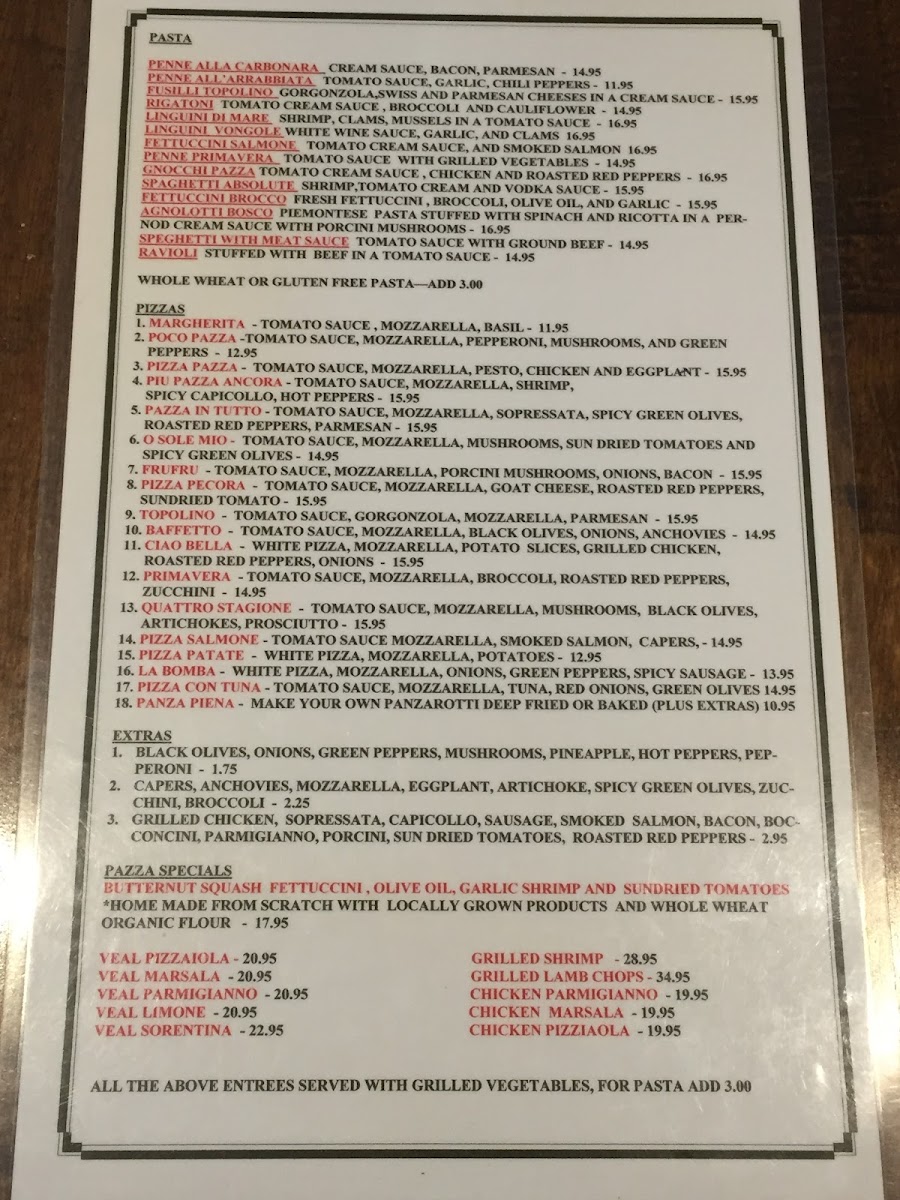 PASTA
PENNE ALLA CARBONARA CREAM SAUCE, BACON, PARMESAN - 14.95
PENNE ALL'ARRABBIATA TOMATO SAUCE, GARLIC, CHILI PEPPERS - 11.95
FUSILLI TOPOLINO GORGONZOLA,SWISS AND PARMESAN CHEESES IN A CREAM SAUCE - 15.95
RIGATONI TOMATO CREAM SAUCE , BROCCOLI AND CAULIFLOWER - 14.95
LINGUINI DI MARE SHRIMP, CLAMS, MUSSELS IN A TOMATO SAUCE - 16.95
LINGUINI VONGOLE WHITE WINE SAUCE, GARLIC, AND CLAMS 16.95
FETTUCCINI SALMONE TOMATO CREAM SAUCE, AND SMOKED SALMON 16.95
PENNE PRIMAVERA TOMATO SAUCE WITH GRILLED VEGETABLES - 14.95
GNOCCHI PAZZA TOMATO CREAM SAUCE , CHICKEN AND ROASTED RED PEPPERS - 16.95
SPAGHETTI ABSOLUTE SHRIMP,TOMATO CREAM AND VODKA SAUCE - 15.95
FETTUCCINI BROCCO FRESH FETTUCCINI , BROCCOLI, OLIVE OIL, AND GARLIC - 15.95
AGNOLOTTI BOSCO PIEMONTESE PASTA STUFFED WITH SPINACH AND RICOTTA IN A PER-
NOD CREAM SAUCE WITH PORCINI MUSHROOMS - 16.95
SPEGHETTI WITH MEAT SAUCE TOMATO SAUCE WITH GROUND BEEF - 14.95
RAVIOLI STUFFED WITH BEEF IN A TOMATO SAUCE - 14.95
WHOLE WHEAT OR GLUTEN FREE PASTA—ADD 3.00
PIZZAS
1. MARGHERITA - TOMATO SAUCE , MOZZARELLA, BASIL - 11.95
2. POCO PAZZA -TOMATO SAUCE, MOZZARELLA, PEPPERONI, MUSHROOMS, AND GREEN
PEPPERS - 12.95
3. PIZZA PAZZA - TOMATO SAUCE, MOZZARELLA, PESTO, CHICKEN AND EGGPLANT - 15.95
4. PIU PAZZA ANCORA - TOMATO SAUCE, MOZZARELLA, SHRIMP,
SPICY CAPICOLLO, HOT PEPPERS - 15.95
5. PAZZA IN TUTTO - TOMATO SAUCE, MOZZARELLA, SOPRESSATA, SPICY GREEN OLIVES,
ROASTED RED PEPPERS, PARMESAN - 15.95
6. O SOLE MIO - TOMATO SAUCE, MOZZARELLA, MUSHROOMS, SUN DRIED TOMATOES AND
SPICY GREEN OLIVES - 14.95
7. FRUFRU - TOMATO SAUCE, MOZZARELLA, PORCINI MUSHROOMS, ONIONS, BACON - 15.95
8. PIZZA PECORA - TOMATO SAUCE, MOZZARELLA, GOAT CHEESE, ROASTED RED PEPPERS,
SUNDRIED TOMATO - 15.95
9. TOPOLINO - TOMATO SAUCE, GORGONZOLA, MOZZARELLA, PARMESAN - 15.95
10. BAFFETTO - TOMATO SAUCE, MOZZARELLA, BLACK OLIVES, ONIONS, ANCHOVIES - 14.95
11. CIAO BELLA - WHITE PIZZA, MOZZARELLA, POTATO SLICES, GRILLED CHICKEN,
ROASTED RED PEPPERS, ONIONS - 15.95
12. PRIMAVERA - TOMATO SAUCE, MOZZARELLA, BROCCOLI, ROASTED RED PEPPERS,
ZUCCHINI - 14.95
13. QUATTRO STAGIONE - TOMATO SAUCE, MOZZARELLA, MUSHROOMS, BLACK OLIVES,
ARTICHOKES, PROSCIUTTO - 15.95
14. PIZZA SALMONE - TOMATO SAUCE MOZZARELLA, SMOKED SALMON, CAPERS, - 14.95
15. PIZZA PATATE - WHITE PIZZA, MOZZARELLA, POTATOES - 12.95
16. LA BOMBA - WHITE PIZZA, MOZZARELLA, ONIONS, GREEN PEPPERS, SPICY SAUSAGE - 13.95
17. PIZZA CON TUNA - TOMATO SAUCE, MOZZARELLA, TUNA, RED ONIONS, GREEN OLIVES 14.95
18. PANZA PIENA - MAKE YOUR OWN PANZAROTTI DEEP FRIED OR BAKED (PLUS EXTRAS) 10.95
EXTRAS
1. BLACK OLIVES, ONIONS, GREEN PEPPERS, MUSHROOMS, PINEAPPLE, HOT PEPPERS, PEP-
PERONI - 1.75
2. CAPERS, ANCHOVIES, MOZZARELLA, EGGPLANT, ARTICHOKE, SPICY GREEN OLIVES, ZUC-
CHINI, BROCCOLI - 2.25
3. GRILLED CHICKEN, SOPRESSATA, CAPICOLLO, SAUSAGE, SMOKED SALMON, BACON, BOC-
CONCINI, PARMIGIANNO, PORCINI, SUN DRIED TOMATOES, ROASTED RED PEPPERS - 2.95
PAZZA SPECIALS
BUTTERNUT SQUASH FETTUCCINI , OLIVE OIL, GARLIC SHRIMP AND SUNDRIED TOMATOES
*HOME MADE FROM SCRATCH WITH LOCALLY GROWN PRODUCTS AND WHOLE WHEAT
ORGANIC FLOUR - 17.95
VEAL PIZZAIOLA - 20.95
VEAL MARSALA - 20.95
VEAL PARMIGIANNO - 20.95
VEAL LIMONE - 20.95
VEAL SORENTINA - 22.95
GRILLED SHRIMP - 28.95
GRILLED LAMB CHOPS - 34.95
CHICKEN PARMIGIANNO - 19.95
CHICKEN MARSALA - 19.95
CHICKEN PIZZIAOLA - 19.95
ALL THE ABOVE ENTREES SERVED WITH GRILLED VEGETABLES, FOR PASTA ADD 3.00